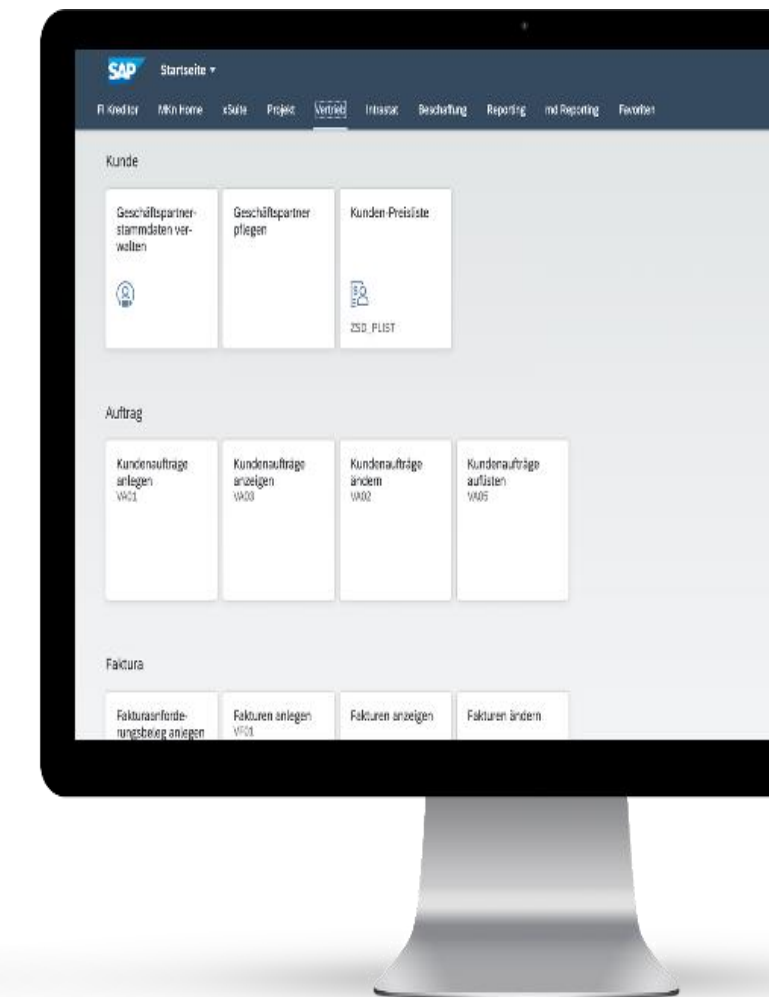 SAP Startseite
FI Kreditor MKn Home xSuite Projekt Vertrieb Intrastat Beschaffung Reporting md Reporting Favoriten
Kunde
Geschäftspartner-
stammdaten ver-
walten
Geschäftspartner
pflegen
Kunden-Preisliste
ZSD_PLIST
Auftrag
Kundenaufträge
anlegen
VA01
Kundenaufträge
anzeigen
VA03
Kundenaufträge
ändern
VA02
Kundenaufträge
auflisten
VA05
Faktura
Fakturaanforde-
rungsbeleg anlegen
Fakturen anlegen
VF01
Fakturen anzeigen
Fakturen ändern